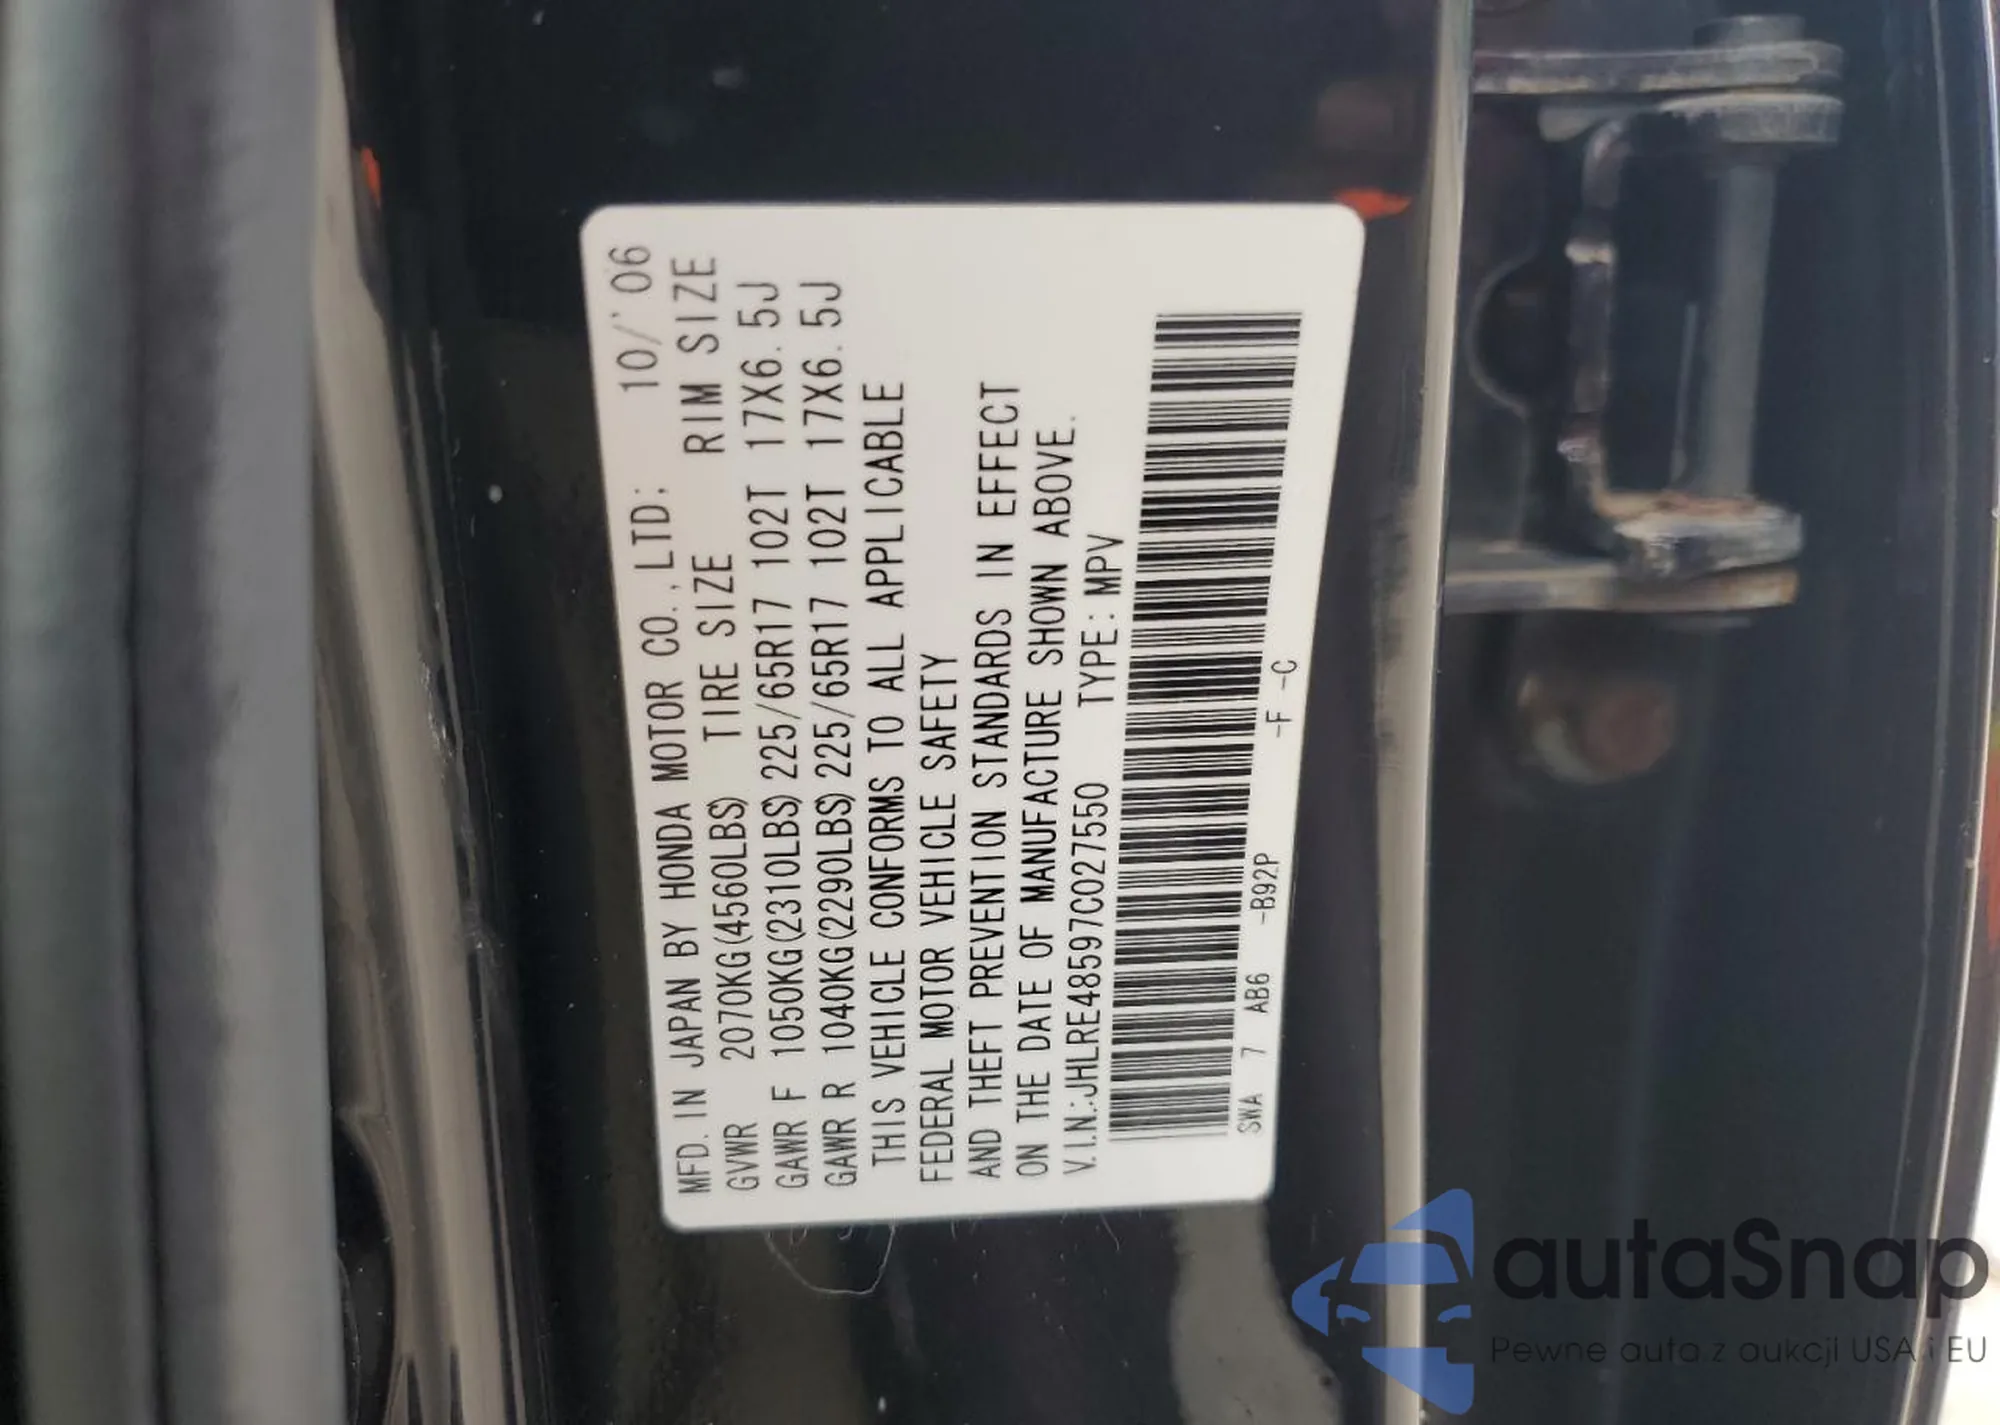 MFD. IN JAPAN BY HONDA MOTOR CO.,LTD: 10/'06
GVWR 2070KG(4560LBS) TIRE SIZE RIM SIZE
GAWR F 1050KG(2310LBS)225/65R17 102T 17X6.5J
GAWR R 1040KG(2290LBS)225/65R17 102T 17X6.5J
THIS VEHICLE CONFORMS TO ALL APPLICABLE
FEDERAL MOTOR VEHICLE SAFETY
AND THEFT PREVENTION STANDARDS IN EFFECT
ON THE DATE OF MANUFACTURE SHOWN ABOVE.
V.I.N.:JHLRE48597C027550 TYPE: MPV
SWA 7 AB6 -B92P -F -C
autaSnap
Pewne auta z aukcji USA i EU